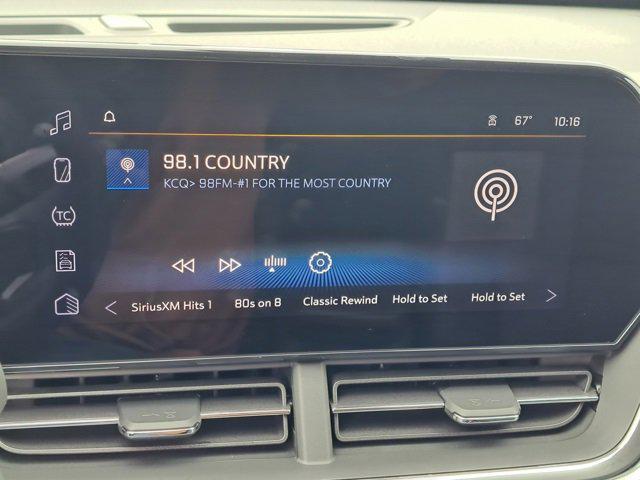 67° 10:16
98.1 COUNTRY
KCQ> 98FM-#1 FOR THE MOST COUNTRY
TC
SiriusXM Hits 1 80s on 8 Classic Rewind Hold to Set Hold to Set